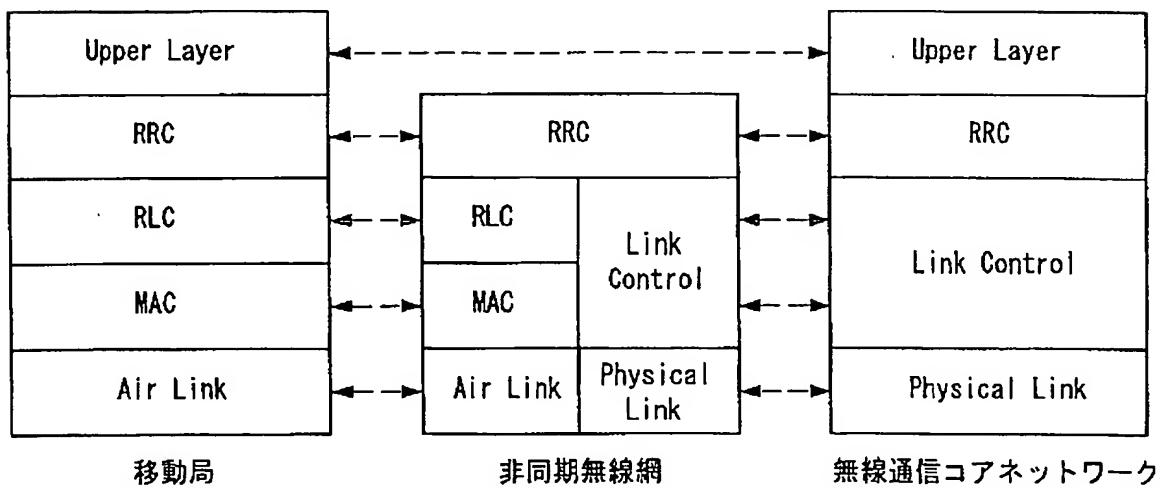 Upper Layer
RRC
RLC
MAC
Air Link
移動局
RRC
RLC
MAC
Link
Control
Air Link
Physical
Link
非同期無線網
Upper Layer
RRC
Link Control
Physical Link
無線通信コアネットワーク